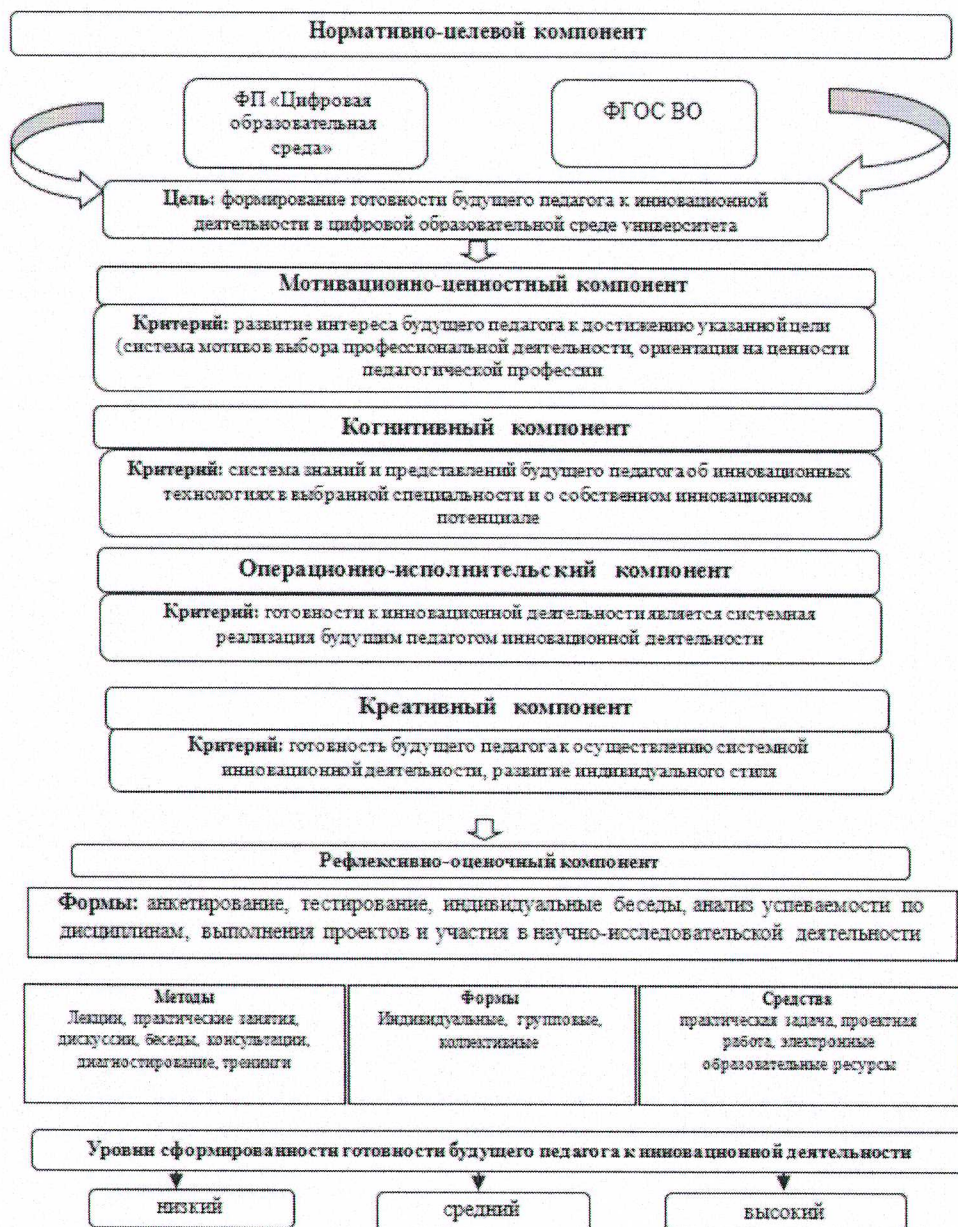 Нормативно-целевой компонент
ФП «Цифровая
образовательная
среда»
ФГОС ВО
Цель: формирование готовности будущего педагога к инновационной
деятельности в цифровой образовательной среде университета
Мотивационно-ценностный компонент
Критерий: развитие интереса будущего педагога к достижению указанной цели
(система мотивов выбора профессиональной деятельности, ориентация на ценности
педагогической профессии
Когнитивный компонент
Критерий: система знаний и представлений будущего педагога об инновационных
технологиях в выбранной специальности и о собственном инновационном
потенциале
Операционно-исполнительский компонент
Критерий: готовности к инновационной деятельности является системная
реализация будущим педагогом инновационной деятельности
Креативный компонент
Критерий: готовность будущего педагога к осуществлению системной
инновационной деятельности, развитие индивидуального стиля
Рефлексивно-оценочный компонент
Формы: анкетирование, тестирование, индивидуальные беседы, анализ успеваемости по
дисциплинам, выполнения проектов и участия в научно-исследовательской деятельности
Методы
Лекции, практические занятия,
дискуссии, беседы, консультации,
диагностирование, тренинги
Формы
Индивидуальные, групповые,
коллективные
Средства
практическая задача, проектная
работа, электронные
образовательные ресурсы
Уровни сформированности готовности будущего педагога к инновационной деятельности
низкий
средний
высокий